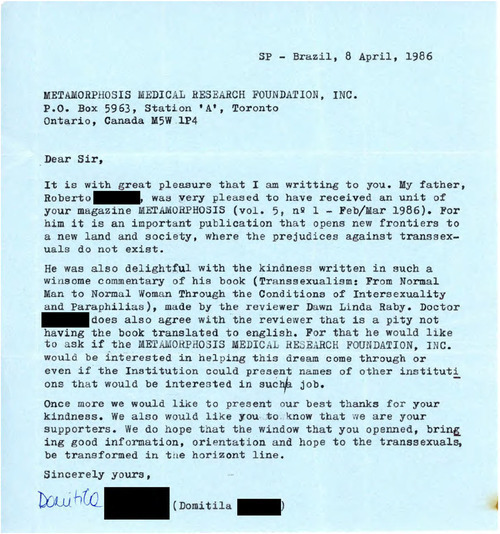 SP - Brazil, 8 April, 1986
METAMORPHOSIS MEDICAL RESEARCH FOUNDATION, INC.
P.O. Box 5963, Station 'A', Toronto
Ontario, Canada M5W 1P4
Dear Sir,
It is with great pleasure that I am writting to you. My father,
Roberto , was very pleased to have received an unit of
your magazine METAMORPHOSIS (vol. 5, nº 1 - Feb/Mar 1986). For
him it is an important publication that opens new frontiers to
a new land and society, where the prejudices against transsex-
uals do not exist.
He was also delightful with the kindness written in such a
winsome commentary of his book (Transsexualism: From Normal
Man to Normal Woman Through the Conditions of Intersexuality
and Paraphilias), made by the reviewer Dawn Linda Raby. Doctor
does also agree with the reviewer that is a pity not
having the book translated to english. For that he would like
to ask if the METAMORPHOSIS MEDICAL RESEARCH FOUNDATION, INC.
would be interested in helping this dream come through or
even if the Institution could present names of other instituti
ons that would be interested in such/a job.
Once more we would like to present our best thanks for your
kindness. We also would like you to know that we are your
supporters. We do hope that the window that you openned, bring
ing good information, orientation and hope to the transsexuals,
be transformed in the horizont line.
Sincerely yours,
Domitila (Domitila )